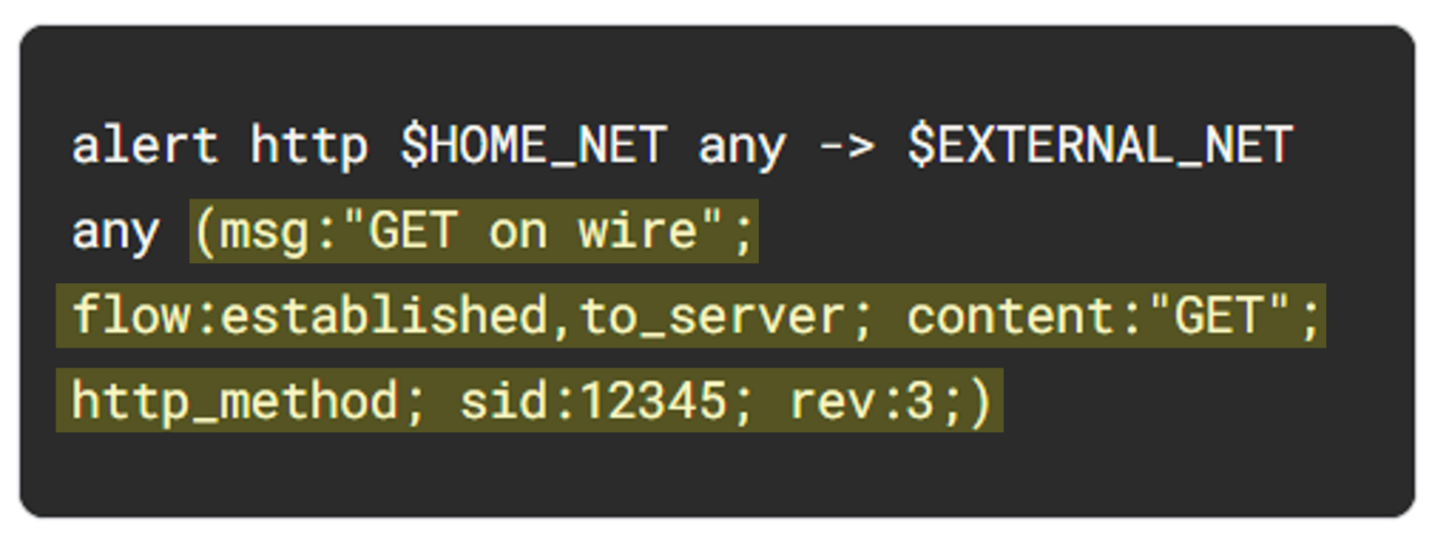 alert http $HOME_NET any -> $EXTERNAL_NET
any (msg:"GET on wire";
flow:established,to_server; content:"GET";
http_method; sid:12345; rev:3;)